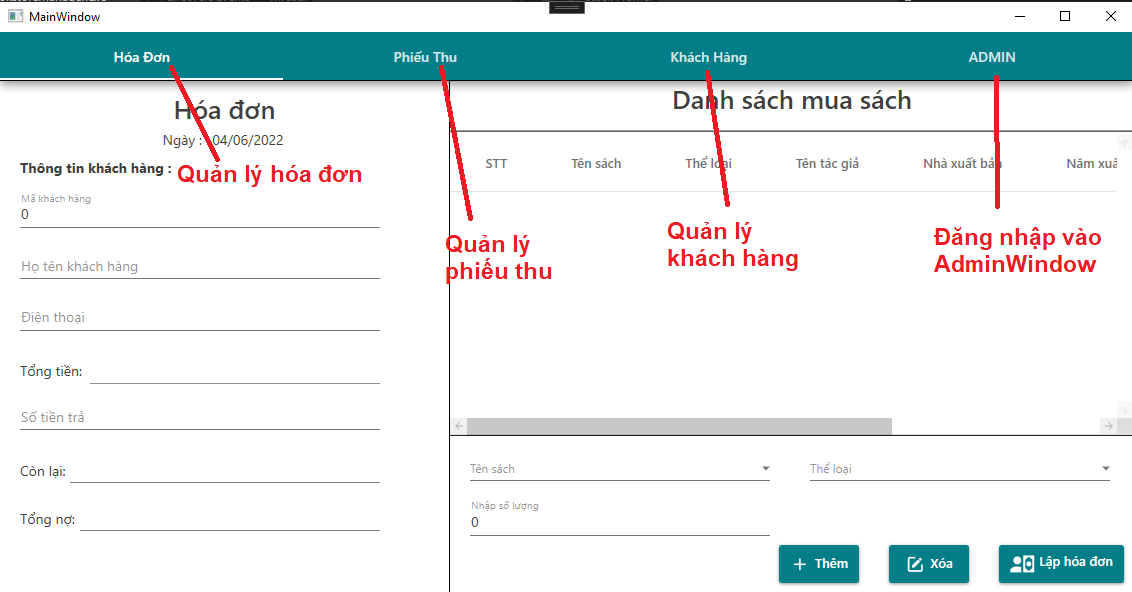 MainWindow
Hóa Đơn
Phiếu Thu
Khách Hàng
ADMIN
Hóa đơn
Ngày : 04/06/2022
Thông tin khách hàng :
Quản lý hóa đơn
Mã khách hàng
0
Họ tên khách hàng
Điện thoại
Tổng tiền:
Số tiền trả
Còn lại:
Tổng nợ:
Danh sách mua sách
STT Tên sách Thể loại Tên tác giả Nhà xuất bản Năm xuấ
Quản lý
phiếu thu
Quản lý
khách hàng
Đăng nhập vào
AdminWindow
Tên sách
Thể loại
Nhập số lượng
0
Thêm
Xóa
Lập hóa đơn